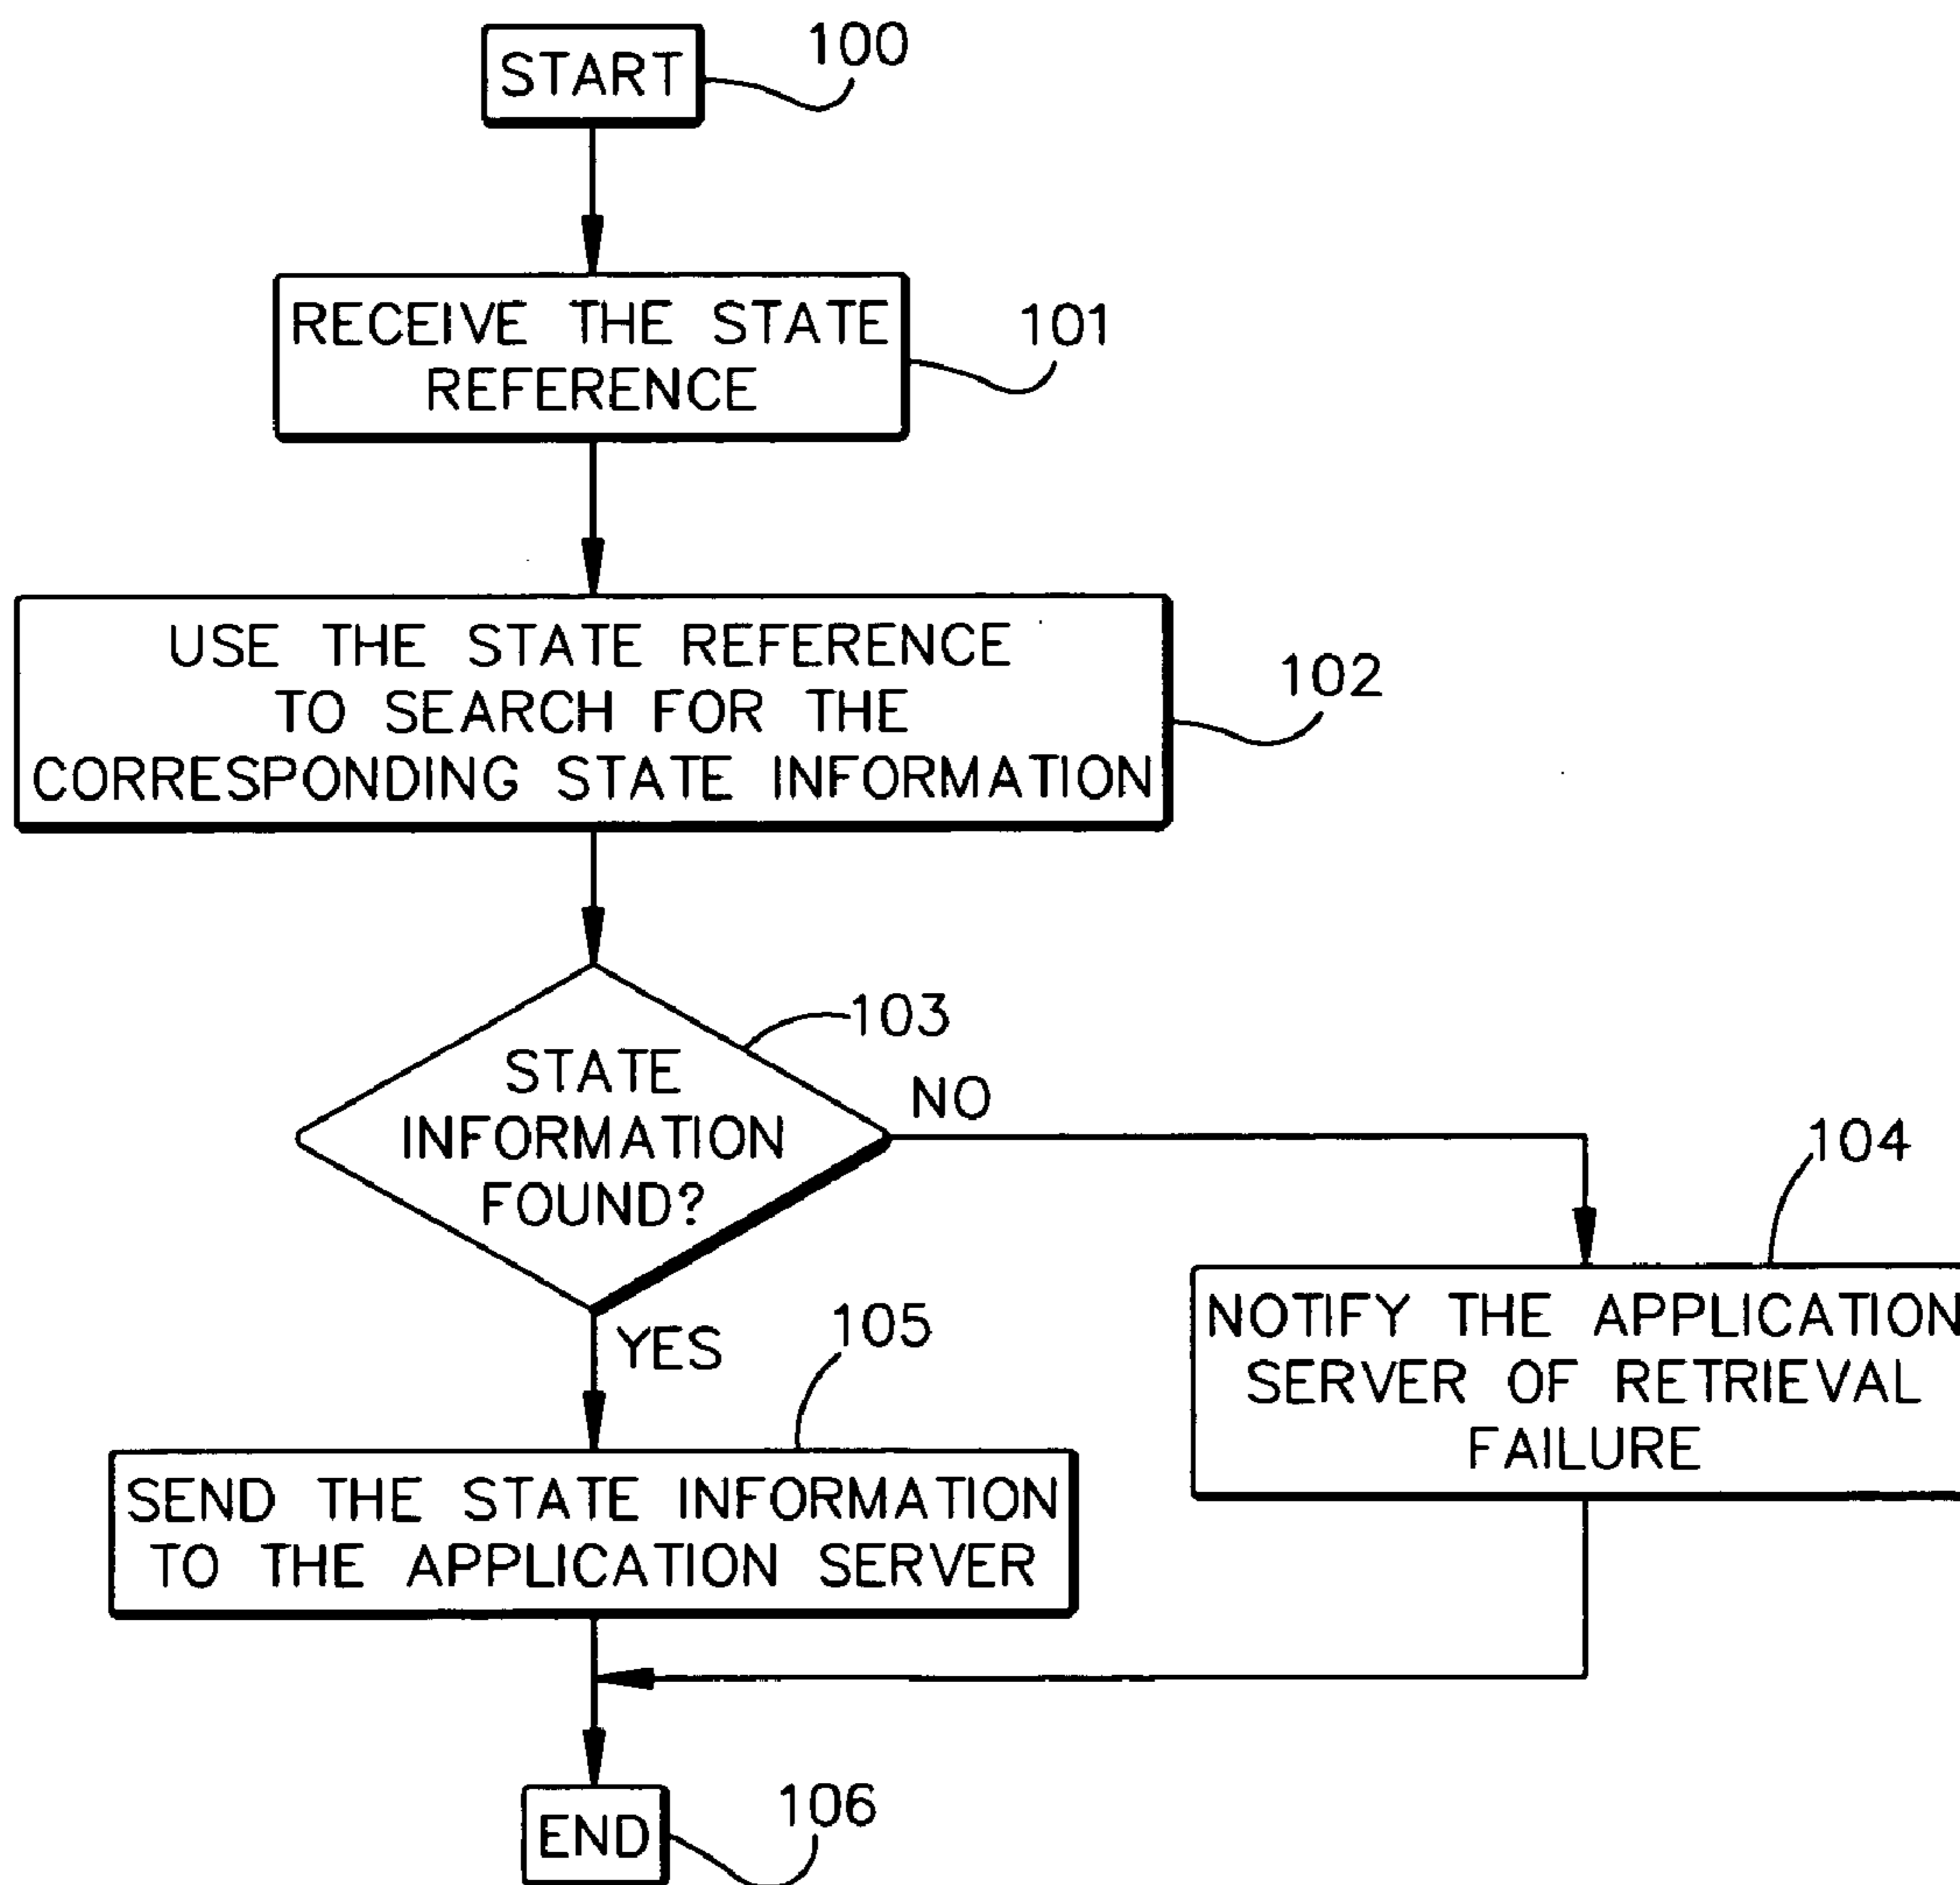 START
100
RECEIVE THE STATE
REFERENCE
101
USE THE STATE REFERENCE
TO SEARCH FOR THE
CORRESPONDING STATE INFORMATION
102
103
STATE
INFORMATION
FOUND?
NO
104
NOTIFY THE APPLICATION
SERVER OF RETRIEVAL
FAILURE
YES
105
SEND THE STATE INFORMATION
TO THE APPLICATION SERVER
END
106